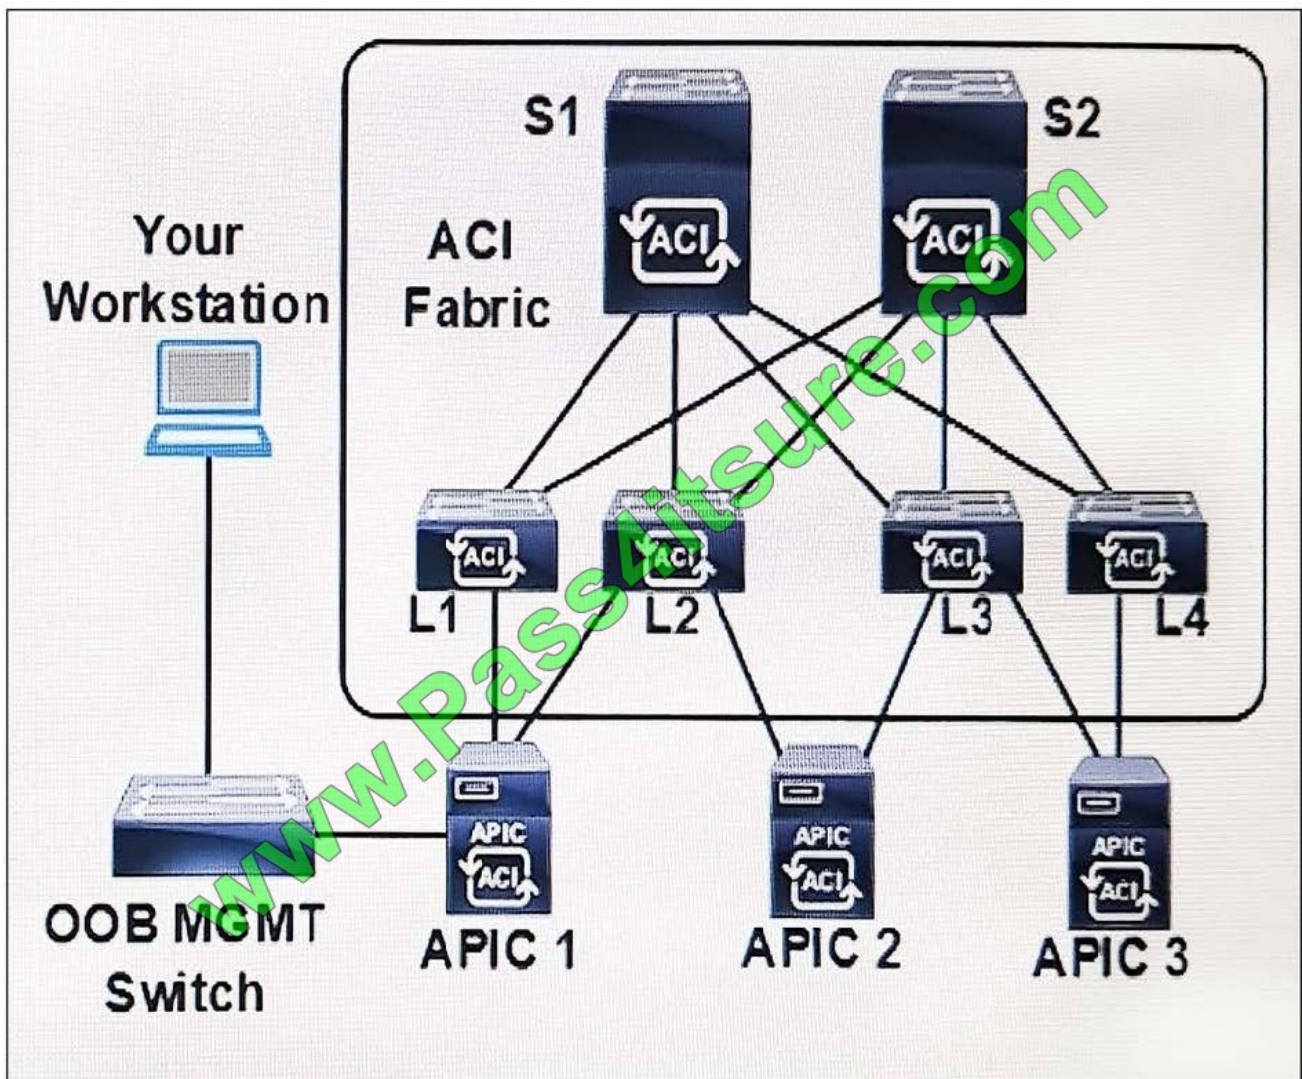 S1
S2
Your
Workstation
ACI
Fabric
ACI
ACI
ACI
ACI
ACI
ACI
L1
L2
L3
L4
APIC
ACI
APIC
ACI
APIC
ACI
OOB MGMT
Switch
APIC 1
APIC 2
APIC 3
www.Pass4itsure.com